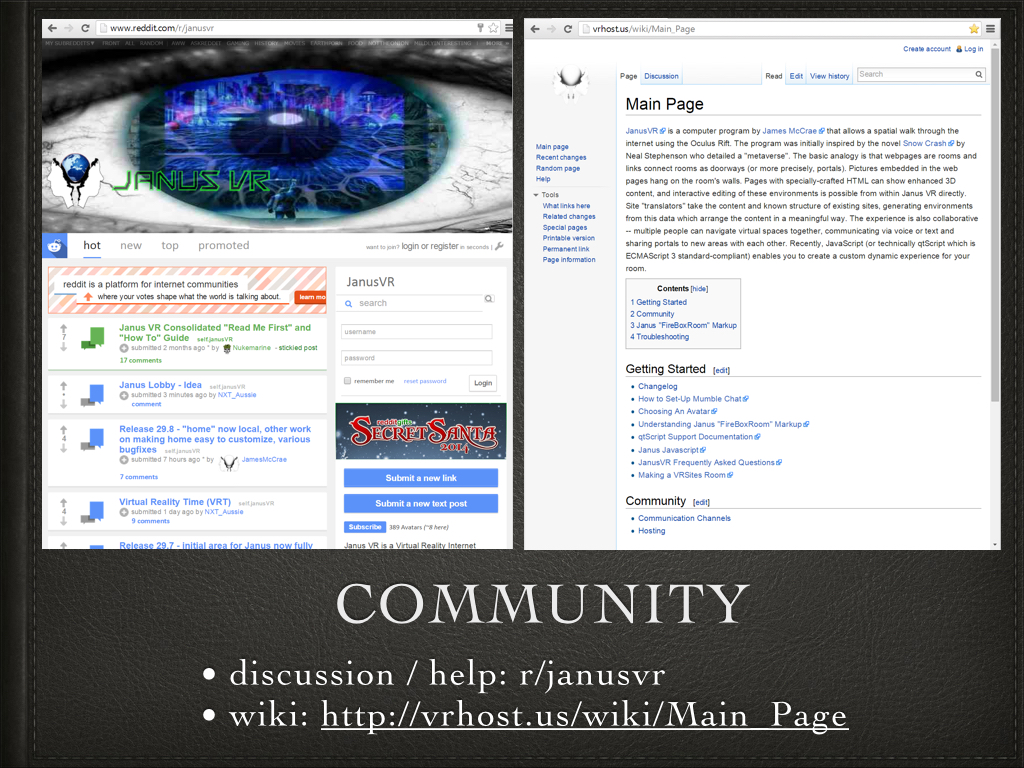 www.reddit.com/r/janusvr
MY SUBREDDITS FRONT ALL RANDOM | AWW ASKREDDIT GAMING HISTORY MOVIES
MORE »
JANUS VR
hot new top promoted
want to join? login or register in seconds |
reddit is a platform for internet communities
where your votes shape what the world is talking about.
learn mo
7
Janus VR Consolidated "Read Me First" and
"How To" Guide self.janusVR
submitted 2 months ago * by Nukemarine - stickied post
17 comments
•
Janus Lobby - Idea self.janusVR
submitted 3 minutes ago by NXT_Aussie
comment
4
Release 29.8 - "home" now local, other work
on making home easy to customize, various
bugfixes self.janusVR
submitted 7 hours ago * by JamesMcCrae
7 comments
4
Virtual Reality Time (VRT) self.janusVR
submitted 1 day ago by NXT_Aussie
9 comments
Release 29.7 - initial area for Janus now fully
JanusVR
search
username
password
remember me reset password Login
redditgifts
SECRET SANTA
2014
Submit a new link
Submit a new text post
Subscribe 389 Avatars (~8 here)
Janus VR is a Virtual Reality Internet
vrhost.us/wiki/Main_Page
Create account Log in
Page Discussion Read Edit View history Search
Main page
Recent changes
Random page
Help
Tools
What links here
Related changes
Special pages
Printable version
Permanent link
Page information
Main Page
JanusVR is a computer program by James McCrae that allows a spatial walk through the
internet using the Oculus Rift. The program was initially inspired by the novel Snow Crash by
Neal Stephenson who detailed a "metaverse". The basic analogy is that webpages are rooms and
links connect rooms as doorways (or more precisely, portals). Pictures embedded in the web
pages hang on the room's walls. Pages with specially-crafted HTML can show enhanced 3D
content, and interactive editing of these environments is possible from within Janus VR directly.
Site "translators" take the content and known structure of existing sites, generating environments
from this data which arrange the content in a meaningful way. The experience is also collaborative
-- multiple people can navigate virtual spaces together, communicating via voice or text and
sharing portals to new areas with each other. Recently, JavaScript (or technically qtScript which is
ECMAScript 3 standard-compliant) enables you to create a custom dynamic experience for your
room.
Contents [hide]
1 Getting Started
2 Community
3 Janus "FireBoxRoom" Markup
4 Troubleshooting
Getting Started [edit]
• Changelog
• How to Set-Up Mumble Chat
• Choosing An Avatar
• Understanding Janus "FireBoxRoom" Markup
• qtScript Support Documentation
• Janus Javascript
• JanusVR Frequently Asked Questions
• Making a VRSites Room
Community [edit]
• Communication Channels
• Hosting
COMMUNITY
• discussion / help: r/janusvr
• wiki: http://vrhost.us/wiki/Main_Page